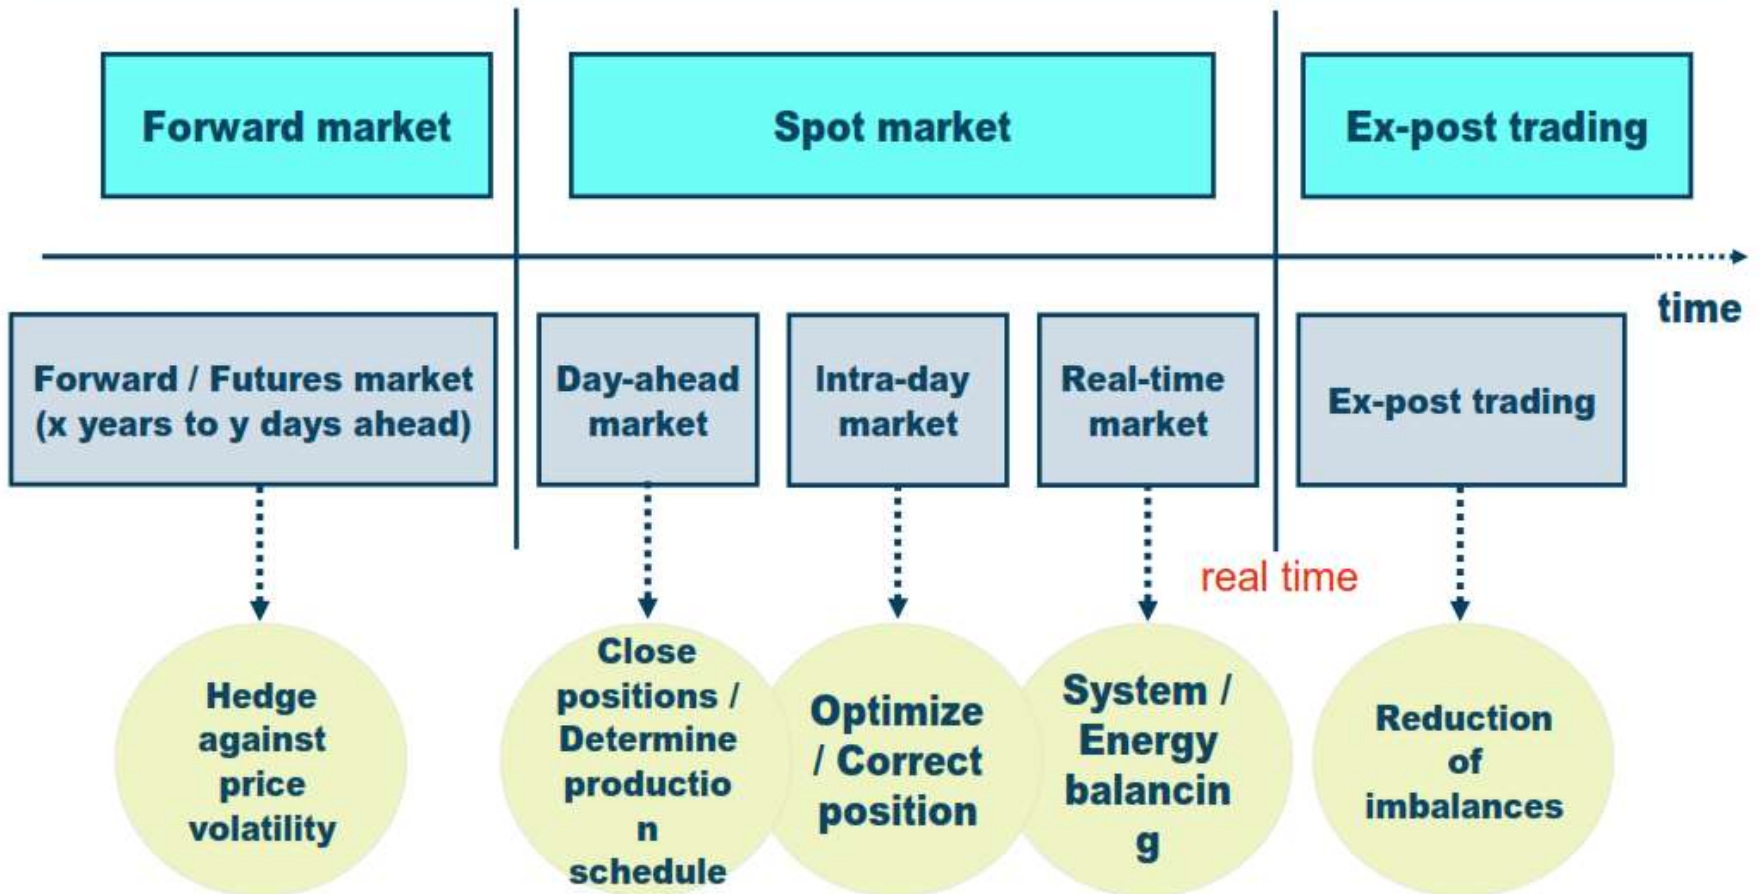 Forward market
Spot market
Ex-post trading
time
Forward / Futures market
(x years to y days ahead)
Day-ahead
market
Intra-day
market
Real-time
market
Ex-post trading
real time
Hedge
against
price
volatility
Close
positions /
Determine
productio
n
schedule
Optimize
/ Correct
position
System /
Energy
balancin
g
Reduction
of
imbalances